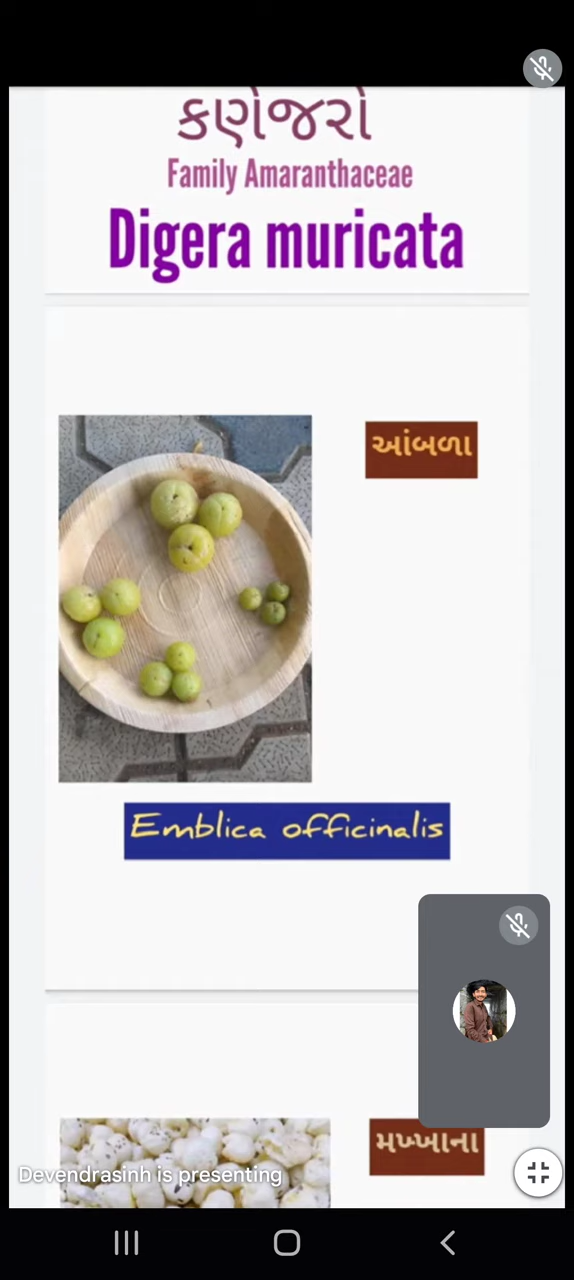 કણેજરો
Family Amaranthaceae
Digera muricata
આંબળા
Emblica officinalis
મખ્ખાના
Devendrasinh is presenting